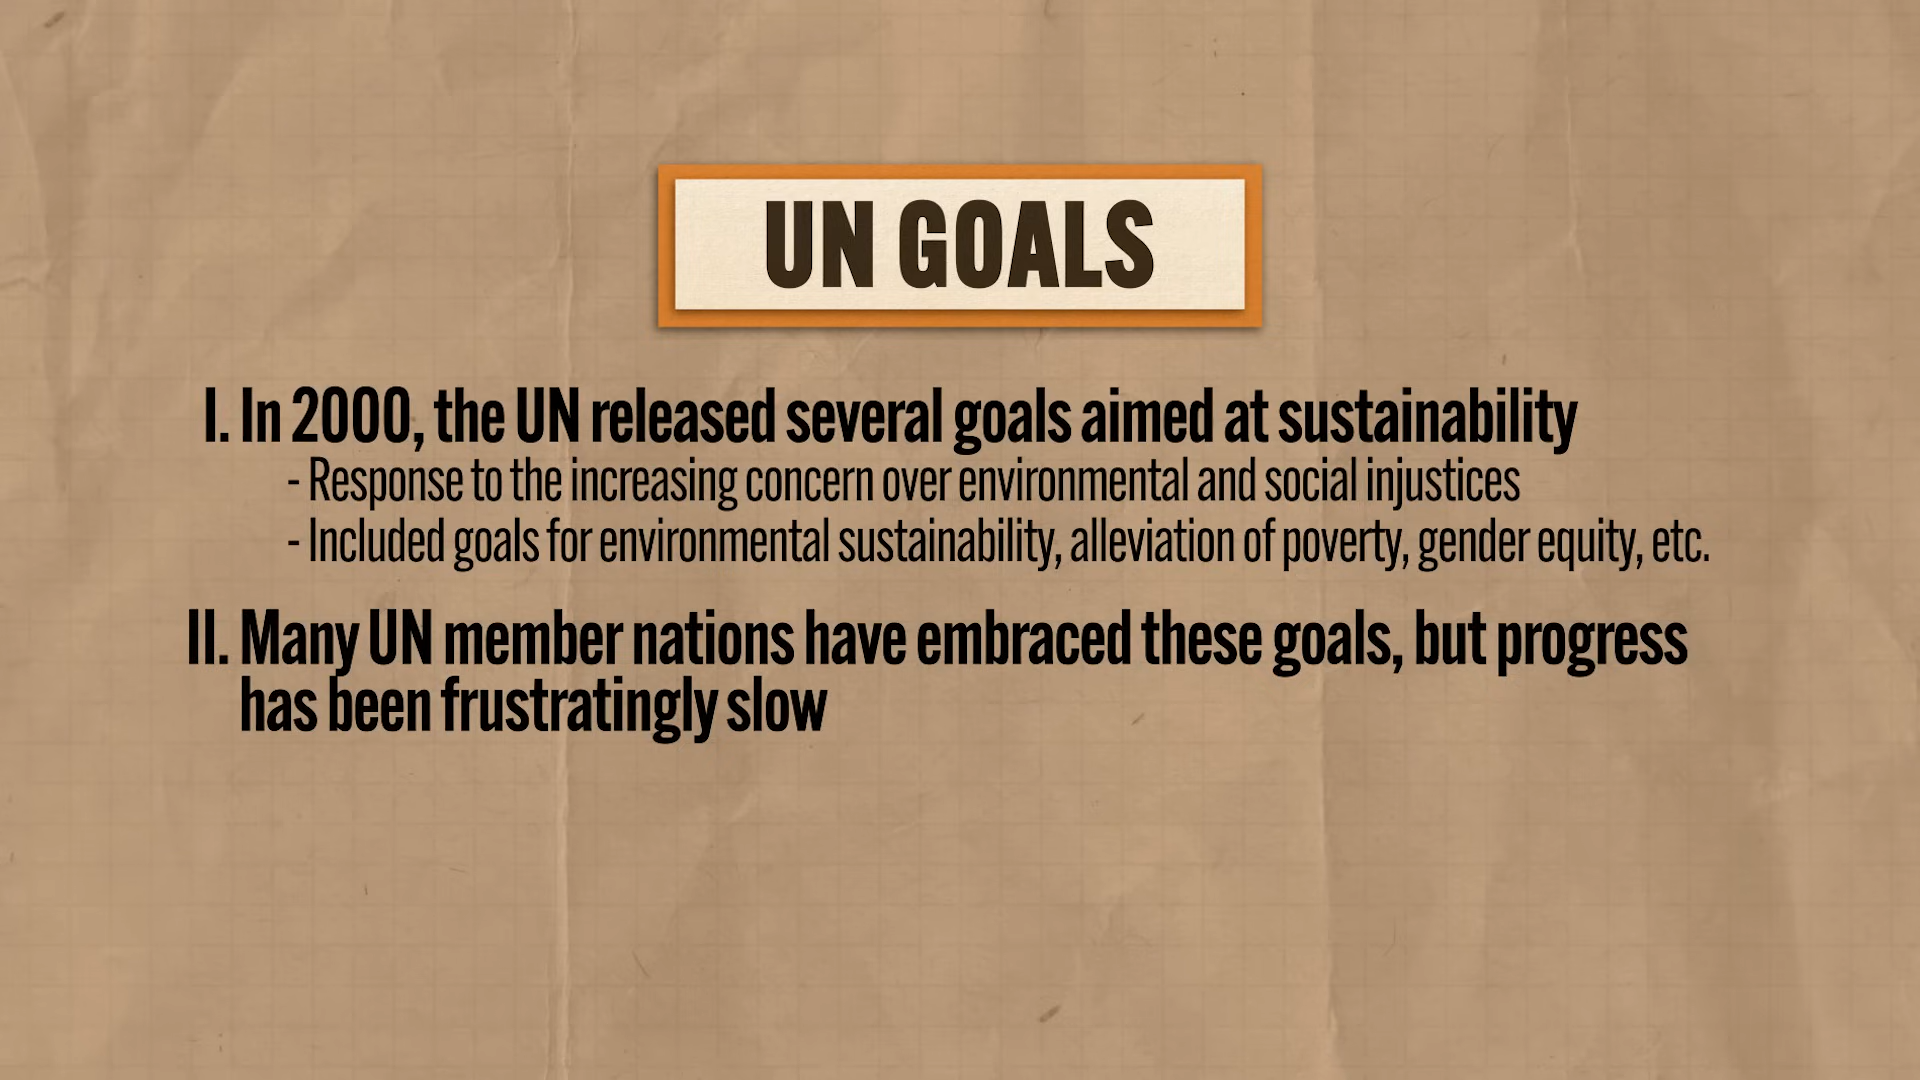 UN GOALS
I. In 2000, the UN released several goals aimed at sustainability
- Response to the increasing concern over environmental and social injustices
- Included goals for environmental sustainability, alleviation of poverty, gender equity, etc.
II. Many UN member nations have embraced these goals, but progress
has been frustratingly slow